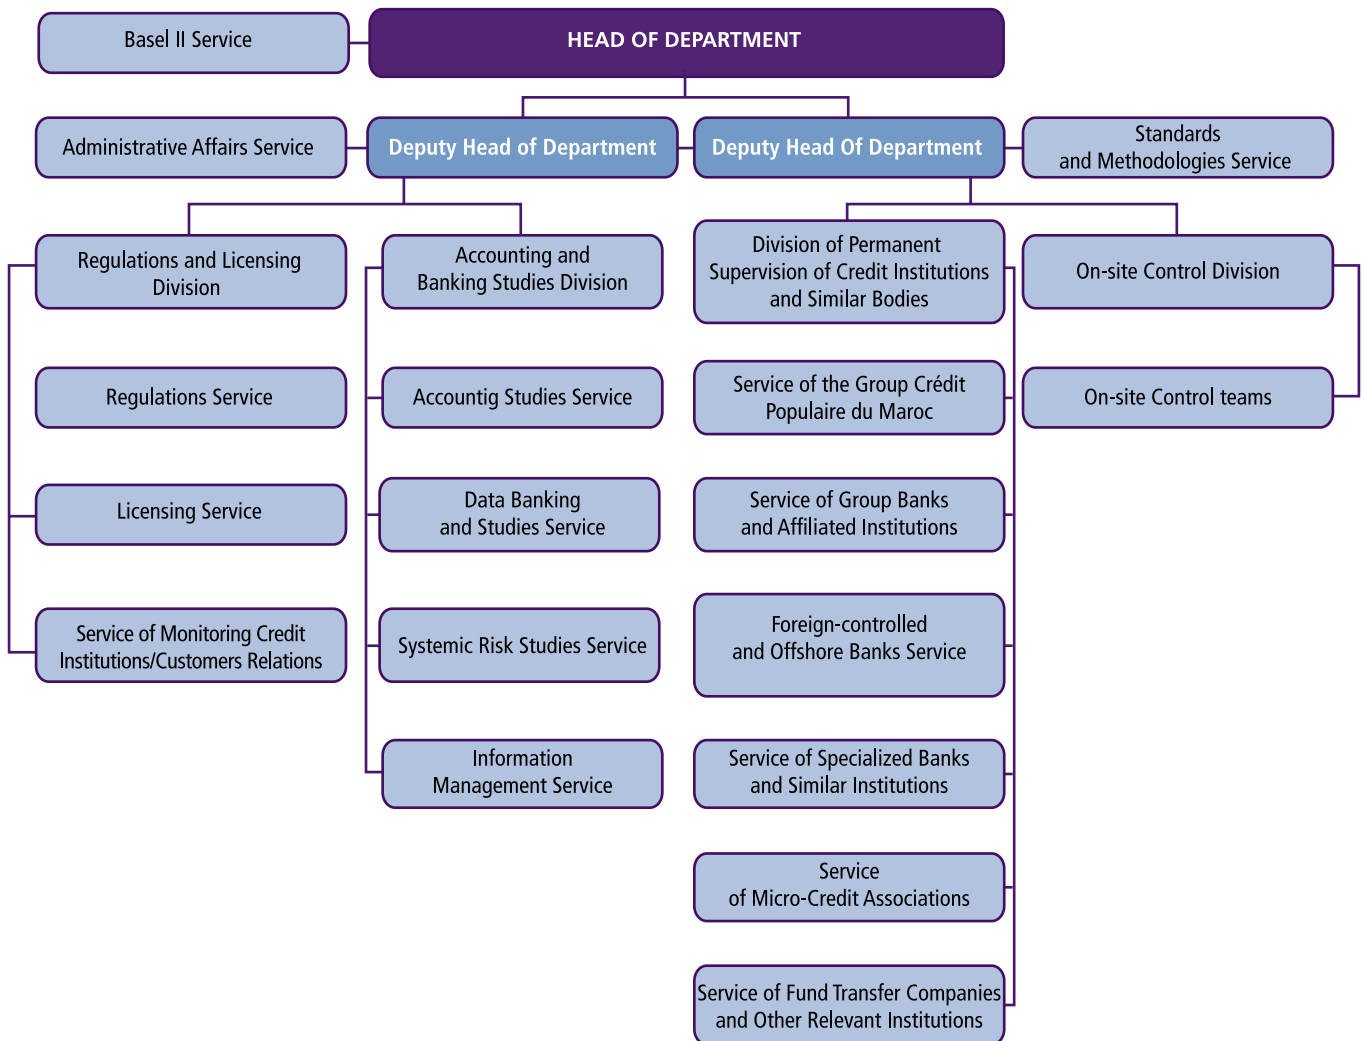 Basel II Service
HEAD OF DEPARTMENT
Administrative Affairs Service
Deputy Head of Department
Deputy Head Of Department
Standards
and Methodologies Service
Regulations and Licensing
Division
Accounting and
Banking Studies Division
Division of Permanent
Supervision of Credit Institutions
and Similar Bodies
On-site Control Division
Regulations Service
Accountig Studies Service
Service of the Group Crédit
Populaire du Maroc
On-site Control teams
Licensing Service
Data Banking
and Studies Service
Service of Group Banks
and Affiliated Institutions
Service of Monitoring Credit
Institutions/Customers Relations
Systemic Risk Studies Service
Foreign-controlled
and Offshore Banks Service
Information
Management Service
Service of Specialized Banks
and Similar Institutions
Service
of Micro-Credit Associations
Service of Fund Transfer Companies
and Other Relevant Institutions